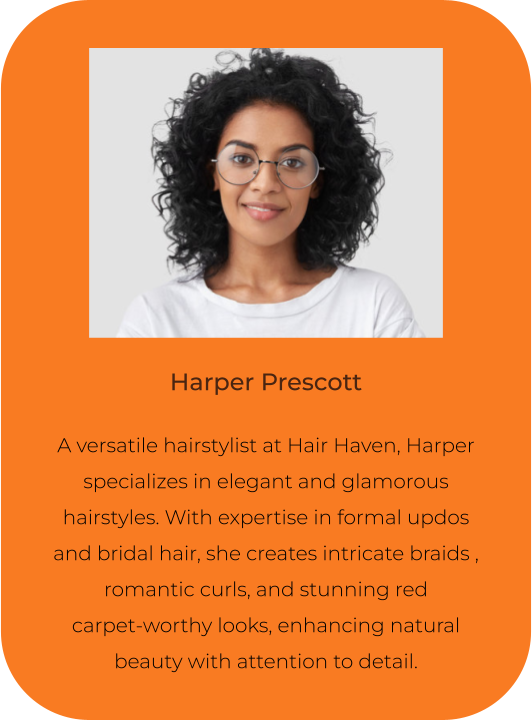 Harper Prescott
A versatile hairstylist at Hair Haven, Harper
specializes in elegant and glamorous
hairstyles. With expertise in formal updos
and bridal hair, she creates intricate braids ,
romantic curls, and stunning red
carpet-worthy looks, enhancing natural
beauty with attention to detail.